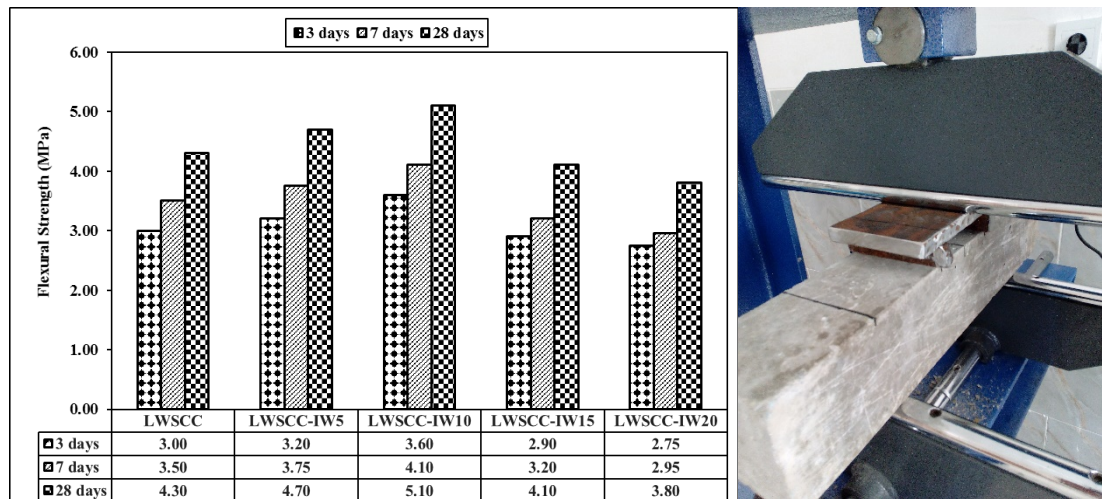 3 days 7 days 28 days
6.00
5.00
4.00
3.00
2.00
1.00
0.00
Flexural Strength (MPa)
LWSCC LWSCC-IW5 LWSCC-IW10 LWSCC-IW15 LWSCC-IW20
3 days 3.00 3.20 3.60 2.90 2.75
7 days 3.50 3.75 4.10 3.20 2.95
28 days 4.30 4.70 5.10 4.10 3.80